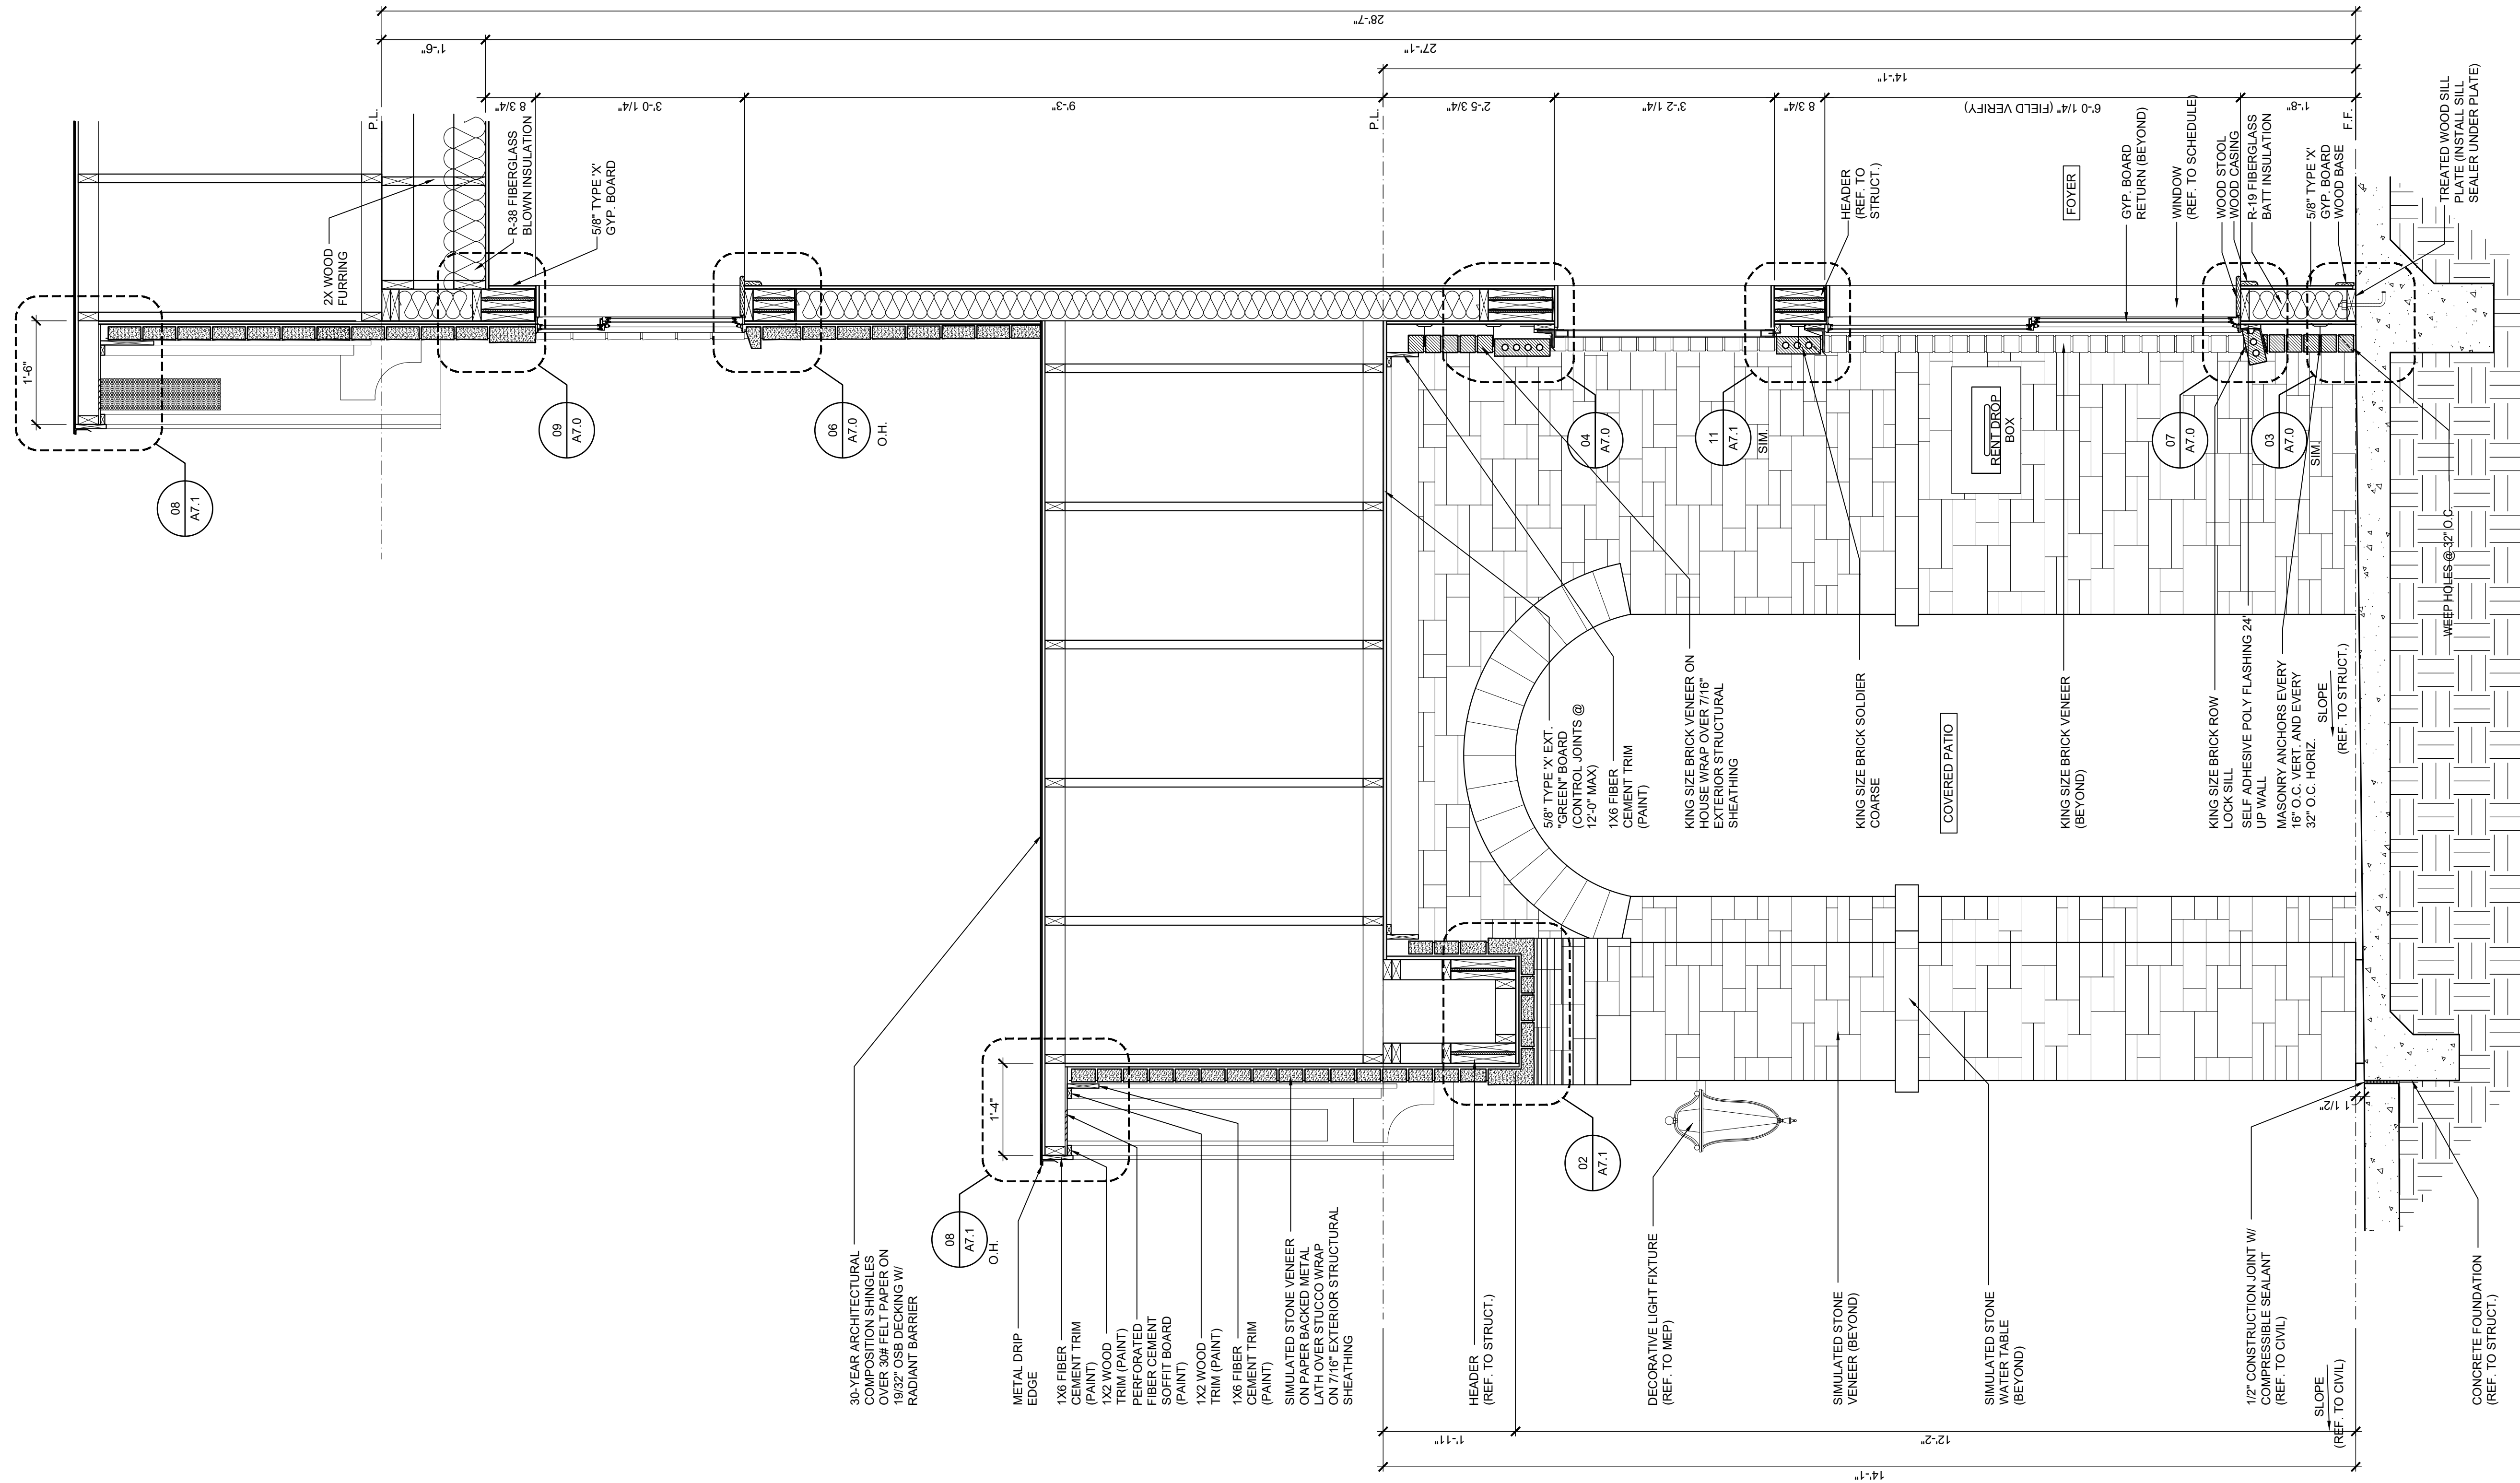 30-YEAR ARCHITECTURAL
COMPOSITION SHINGLES
OVER 30# FELT PAPER ON
19/32" OSB DECKING W/
RADIANT BARRIER
08
A7.1
O.H.
1'-4"
METAL DRIP
EDGE
1X6 FIBER
CEMENT TRIM
(PAINT)
1X2 WOOD
TRIM (PAINT)
PERFORATED
FIBER CEMENT
SOFFIT BOARD
(PAINT)
1X2 WOOD
TRIM (PAINT)
1X6 FIBER
CEMENT TRIM
(PAINT)
SIMULATED STONE VENEER
ON PAPER BACKED METAL
LATH OVER STUCCO WRAP
ON 7/16" EXTERIOR STRUCTURAL
SHEATHING
HEADER
(REF. TO STRUCT.)
02
A7.1
DECORATIVE LIGHT FIXTURE
(REF. TO MEP)
SIMULATED STONE
VENEER (BEYOND)
SIMULATED STONE
WATER TABLE
(BEYOND)
1/2" CONSTRUCTION JOINT W/
COMPRESSIBLE SEALANT
(REF. TO CIVIL)
SLOPE
(REF. TO CIVIL)
CONCRETE FOUNDATION
(REF. TO STRUCT.)
1'-11"
12'-2"
14'-1"
1 1/2"
08
A7.1
1'-6"
2X WOOD
FURRING
R-38 FIBERGLASS
BLOWN INSULATION
5/8" TYPE 'X'
GYP. BOARD
09
A7.0
06
A7.0
O.H.
5/8" TYPE 'X' EXT.
"GREEN" BOARD
(CONTROL JOINTS @
12'-0" MAX)
1X6 FIBER
CEMENT TRIM
(PAINT)
KING SIZE BRICK VENEER ON
HOUSE WRAP OVER 7/16"
EXTERIOR STRUCTURAL
SHEATHING
KING SIZE BRICK SOLDIER
COARSE
COVERED PATIO
KING SIZE BRICK VENEER
(BEYOND)
KING SIZE BRICK ROW
LOCK SILL
SELF ADHESIVE POLY FLASHING 24"
UP WALL
MASONRY ANCHORS EVERY
16" O.C. VERT. AND EVERY
32" O.C. HORIZ.
SLOPE
(REF. TO STRUCT.)
WEEP HOLES @ 32" O.C.
04
A7.0
11
A7.1
SIM.
RENT DROP
BOX
07
A7.0
03
A7.0
SIM.
HEADER
(REF. TO
STRUCT.)
FOYER
GYP. BOARD
RETURN (BEYOND)
WINDOW
(REF. TO SCHEDULE)
WOOD STOOL
WOOD CASING
R-19 FIBERGLASS
BATT INSULATION
5/8" TYPE 'X'
GYP. BOARD
WOOD BASE
TREATED WOOD SILL
PLATE (INSTALL SILL
SEALER UNDER PLATE)
P.L.
P.L.
F.F.
8 3/4"
3'-0 1/4"
9'-3"
2'-5 3/4"
3'-2 1/4"
8 3/4"
6'-0 1/4" (FIELD VERIFY)
1'-8"
14'-1"
1'-6"
27'-1"
28'-7"